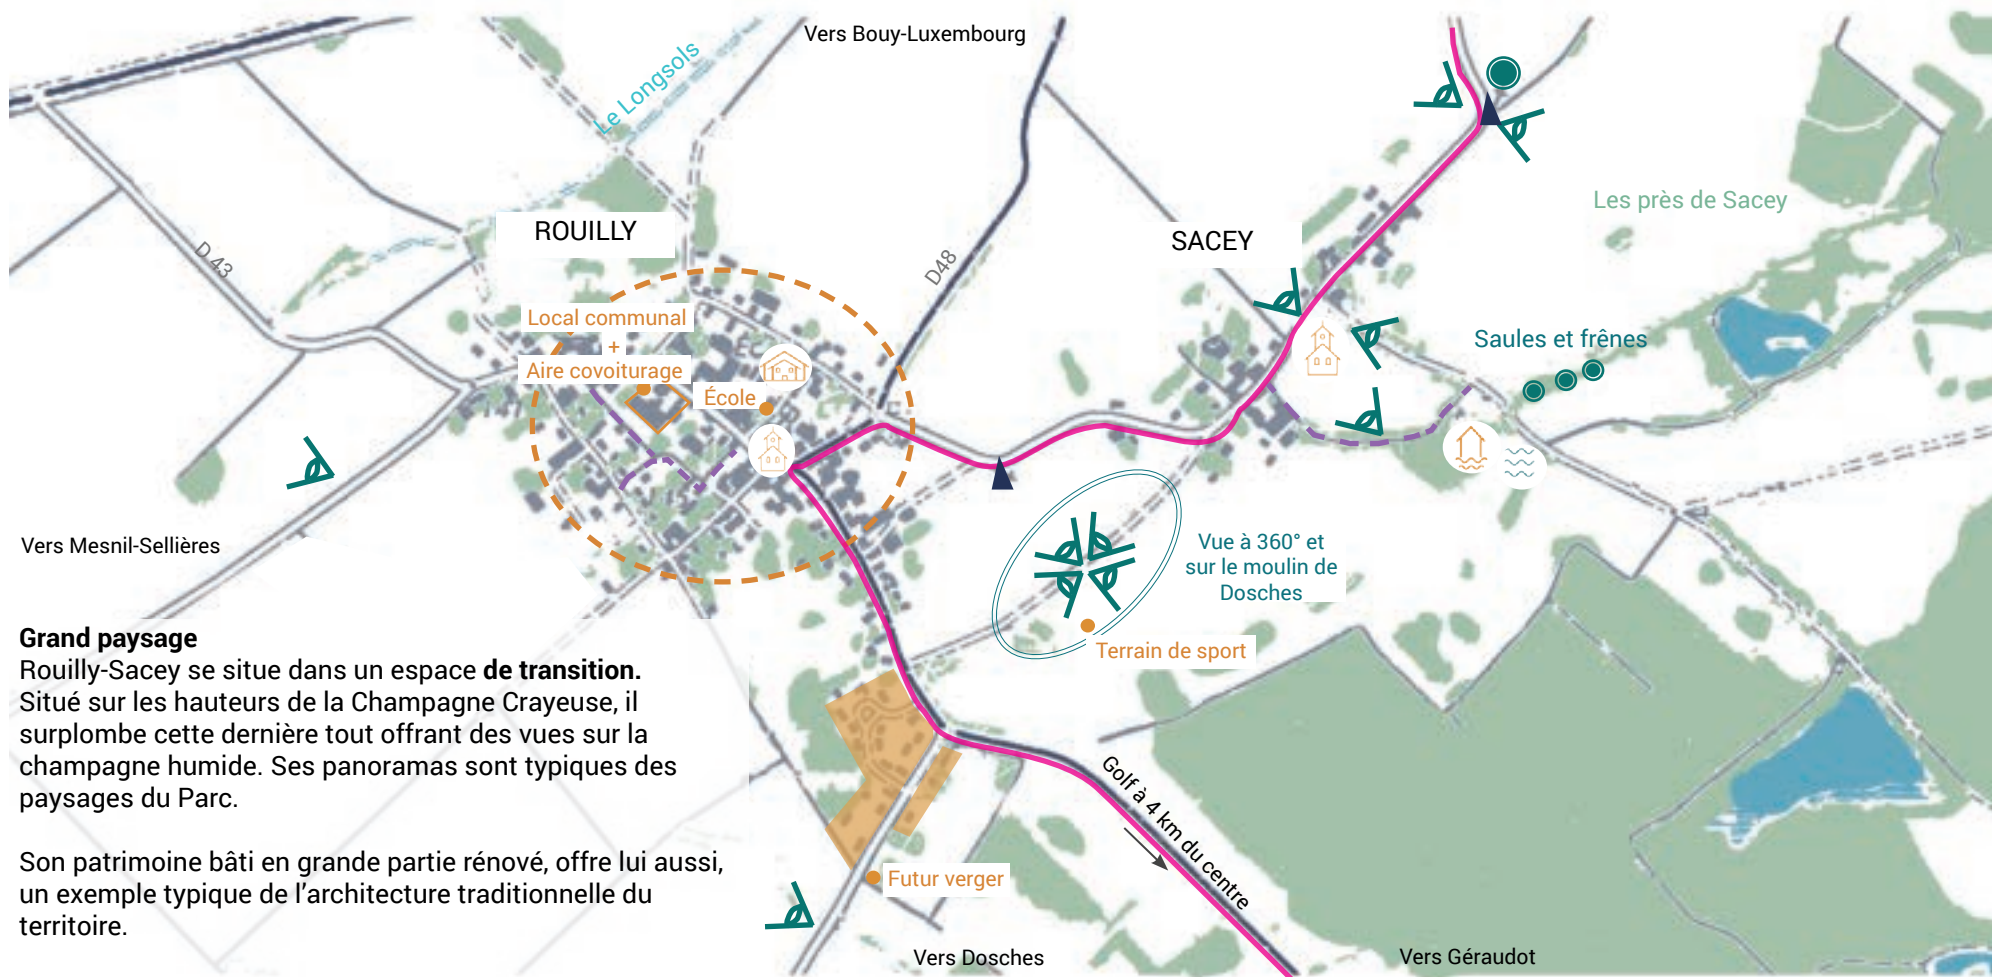 Vers Bouy-Luxembourg
Le Longsols
ROUILLY
SACEY
Les près de Sacey
D 43
D48
Local communal
+
Aire covoiturage
École
Saules et frênes
Vers Mesnil-Sellières
Vue à 360° et
sur le moulin de
Dosches
Terrain de sport
Grand paysage
Rouilly-Sacey se situe dans un espace de transition.
Situé sur les hauteurs de la Champagne Crayeuse, il
surplombe cette dernière tout offrant des vues sur la
champagne humide. Ses panoramas sont typiques des
paysages du Parc.
Son patrimoine bâti en grande partie rénové, offre lui aussi,
un exemple typique de l'architecture traditionnelle du
territoire.
Golf à 4 km du centre
Futur verger
Vers Dosches
Vers Géraudot